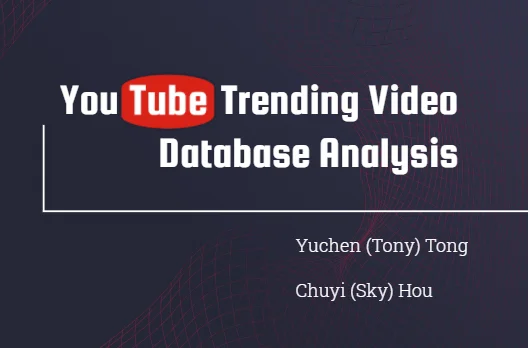 YouTube Trending Video
Database Analysis
Yuchen (Tony) Tong
Chuyi (Sky) Hou